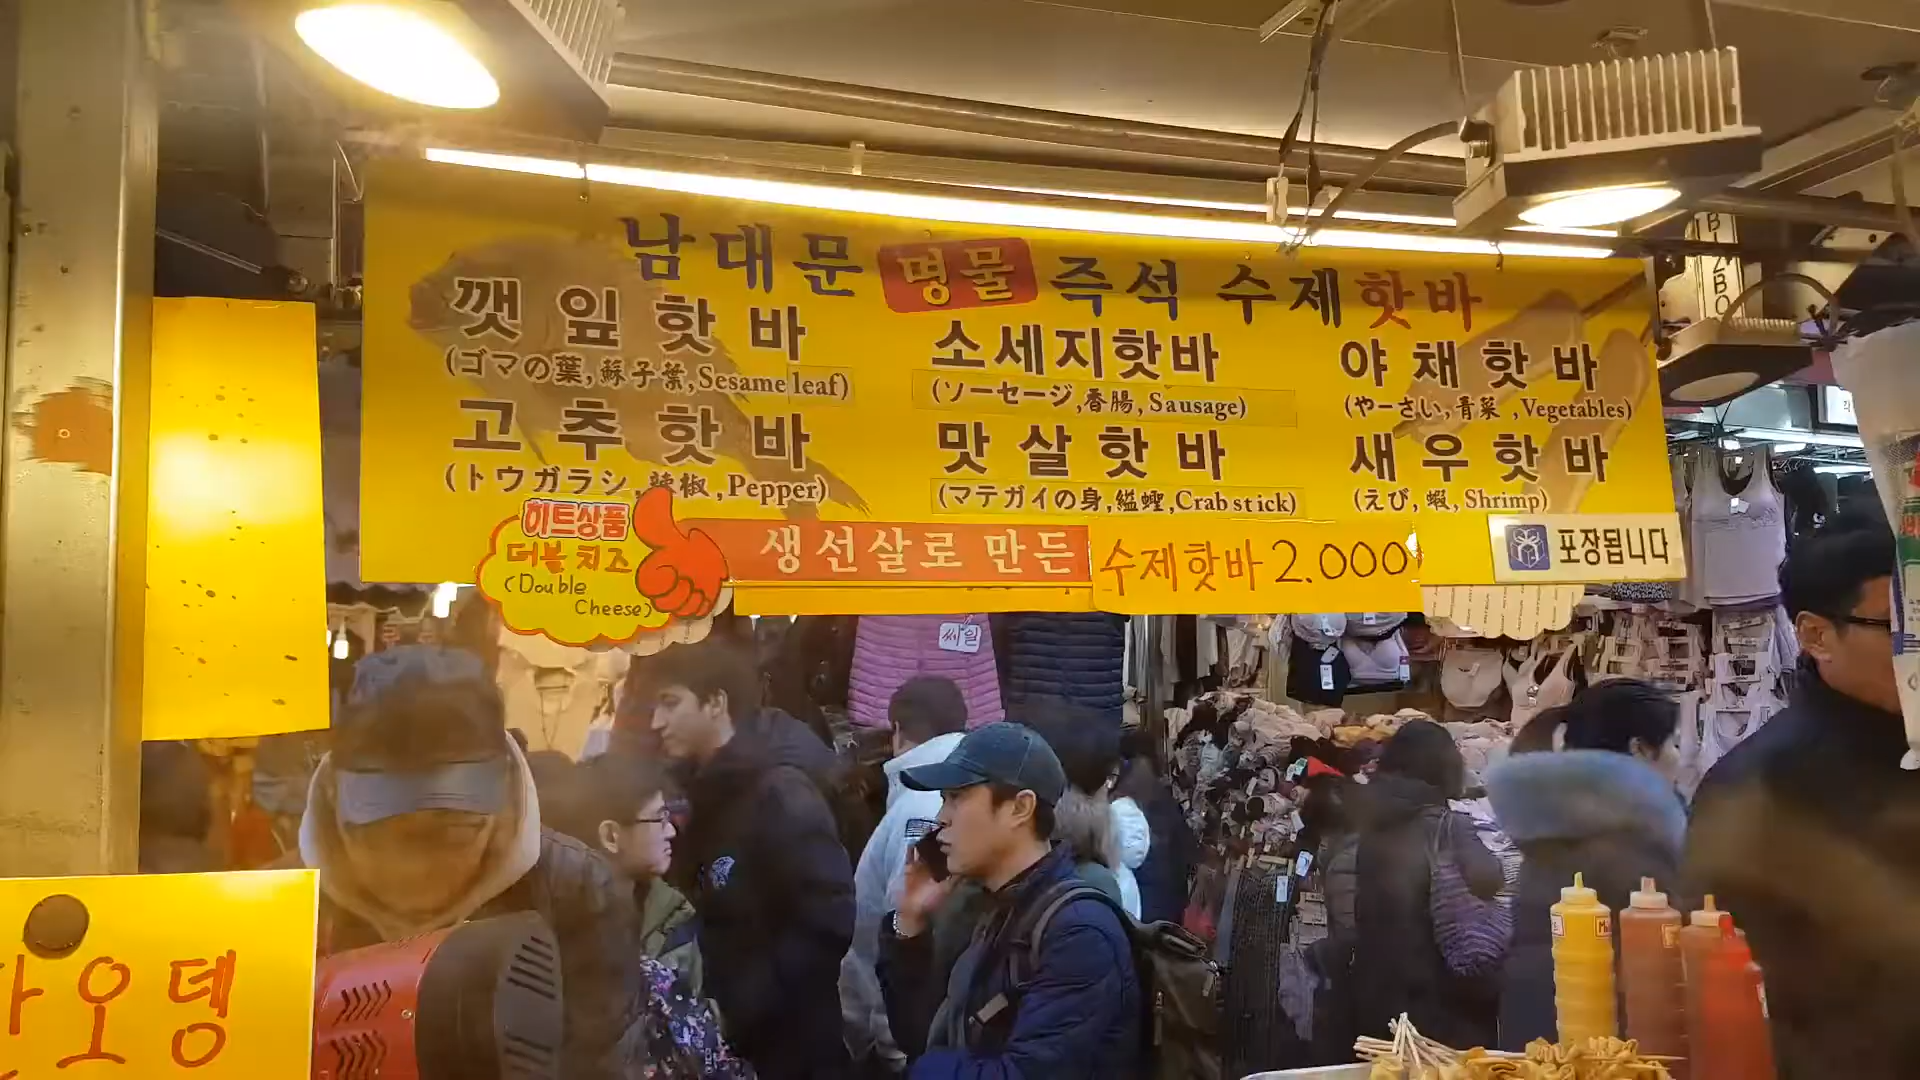 남대문 명물 즉석 수제핫바
깻잎핫바
(ゴマの葉,蘇子葉,Sesame leaf)
소세지핫바
(ソーセージ,香腸,Sausage)
야채핫바
(やーさい,青菜,Vegetables)
고추핫바
(トウガラシ,辣椒,Pepper)
맛살핫바
(マテガイの身,縊蟶,Crab stick)
새우핫바
(えび,蝦,Shrimp)
히트상품
더블치즈
(Double
Cheese)
생선살로 만든
수제핫바 2.000
포장됩니다
씨일
BIZBO
오뎅